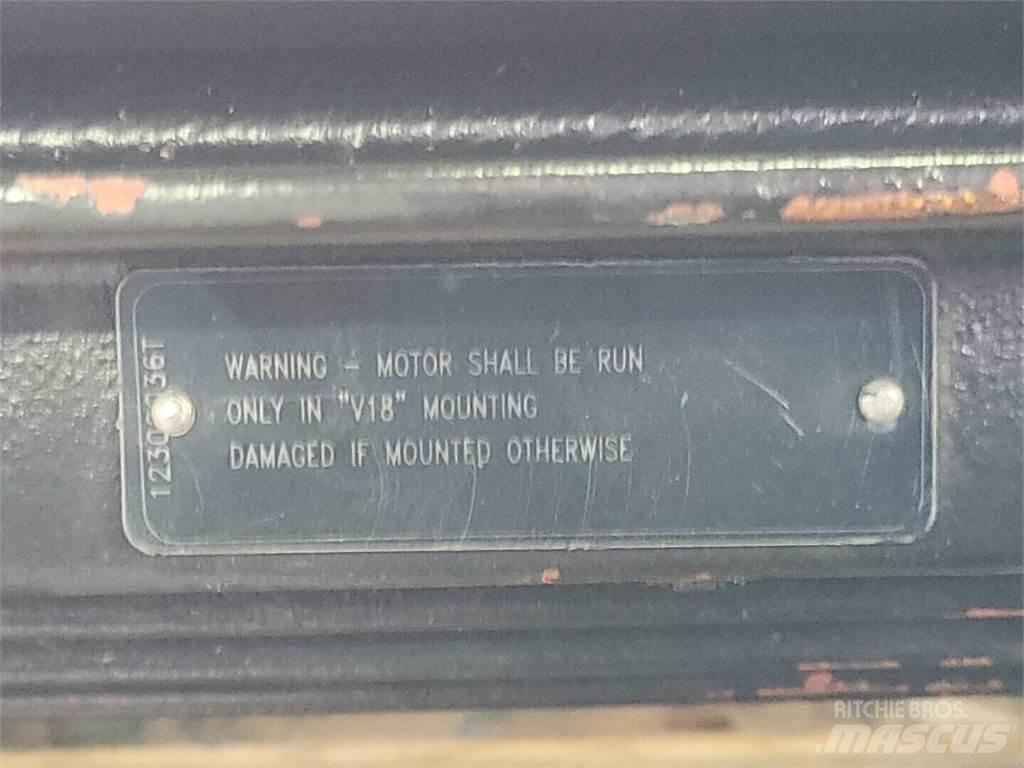 WARNING - MOTOR SHALL BE RUN
ONLY IN "V18" MOUNTING
DAMAGED IF MOUNTED OTHERWISE
RITCHIE BROS.
MASCUS